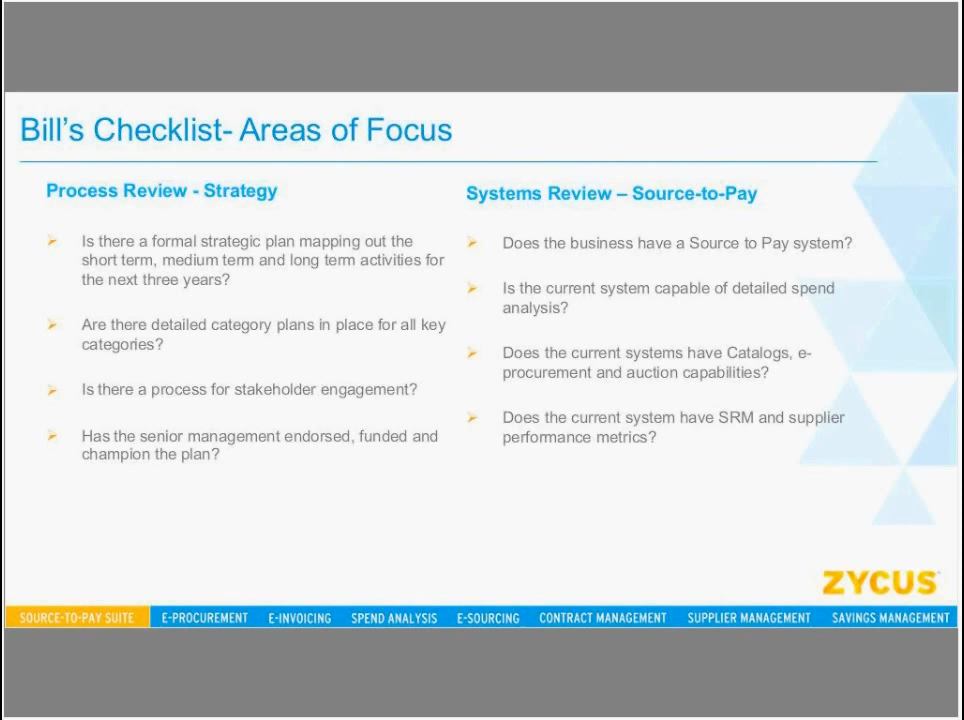 Bill's Checklist- Areas of Focus
Process Review - Strategy
Is there a formal strategic plan mapping out the
short term, medium term and long term activities for
the next three years?
Are there detailed category plans in place for all key
categories?
Is there a process for stakeholder engagement?
Has the senior management endorsed, funded and
champion the plan?
Systems Review – Source-to-Pay
Does the business have a Source to Pay system?
Is the current system capable of detailed spend
analysis?
Does the current systems have Catalogs, e-
procurement and auction capabilities?
Does the current system have SRM and supplier
performance metrics?
ZYCUS
SOURCE-TO-PAY SUITE E-PROCUREMENT E-INVOICING SPEND ANALYSIS E-SOURCING CONTRACT MANAGEMENT SUPPLIER MANAGEMENT SAVINGS MANAGEMENT